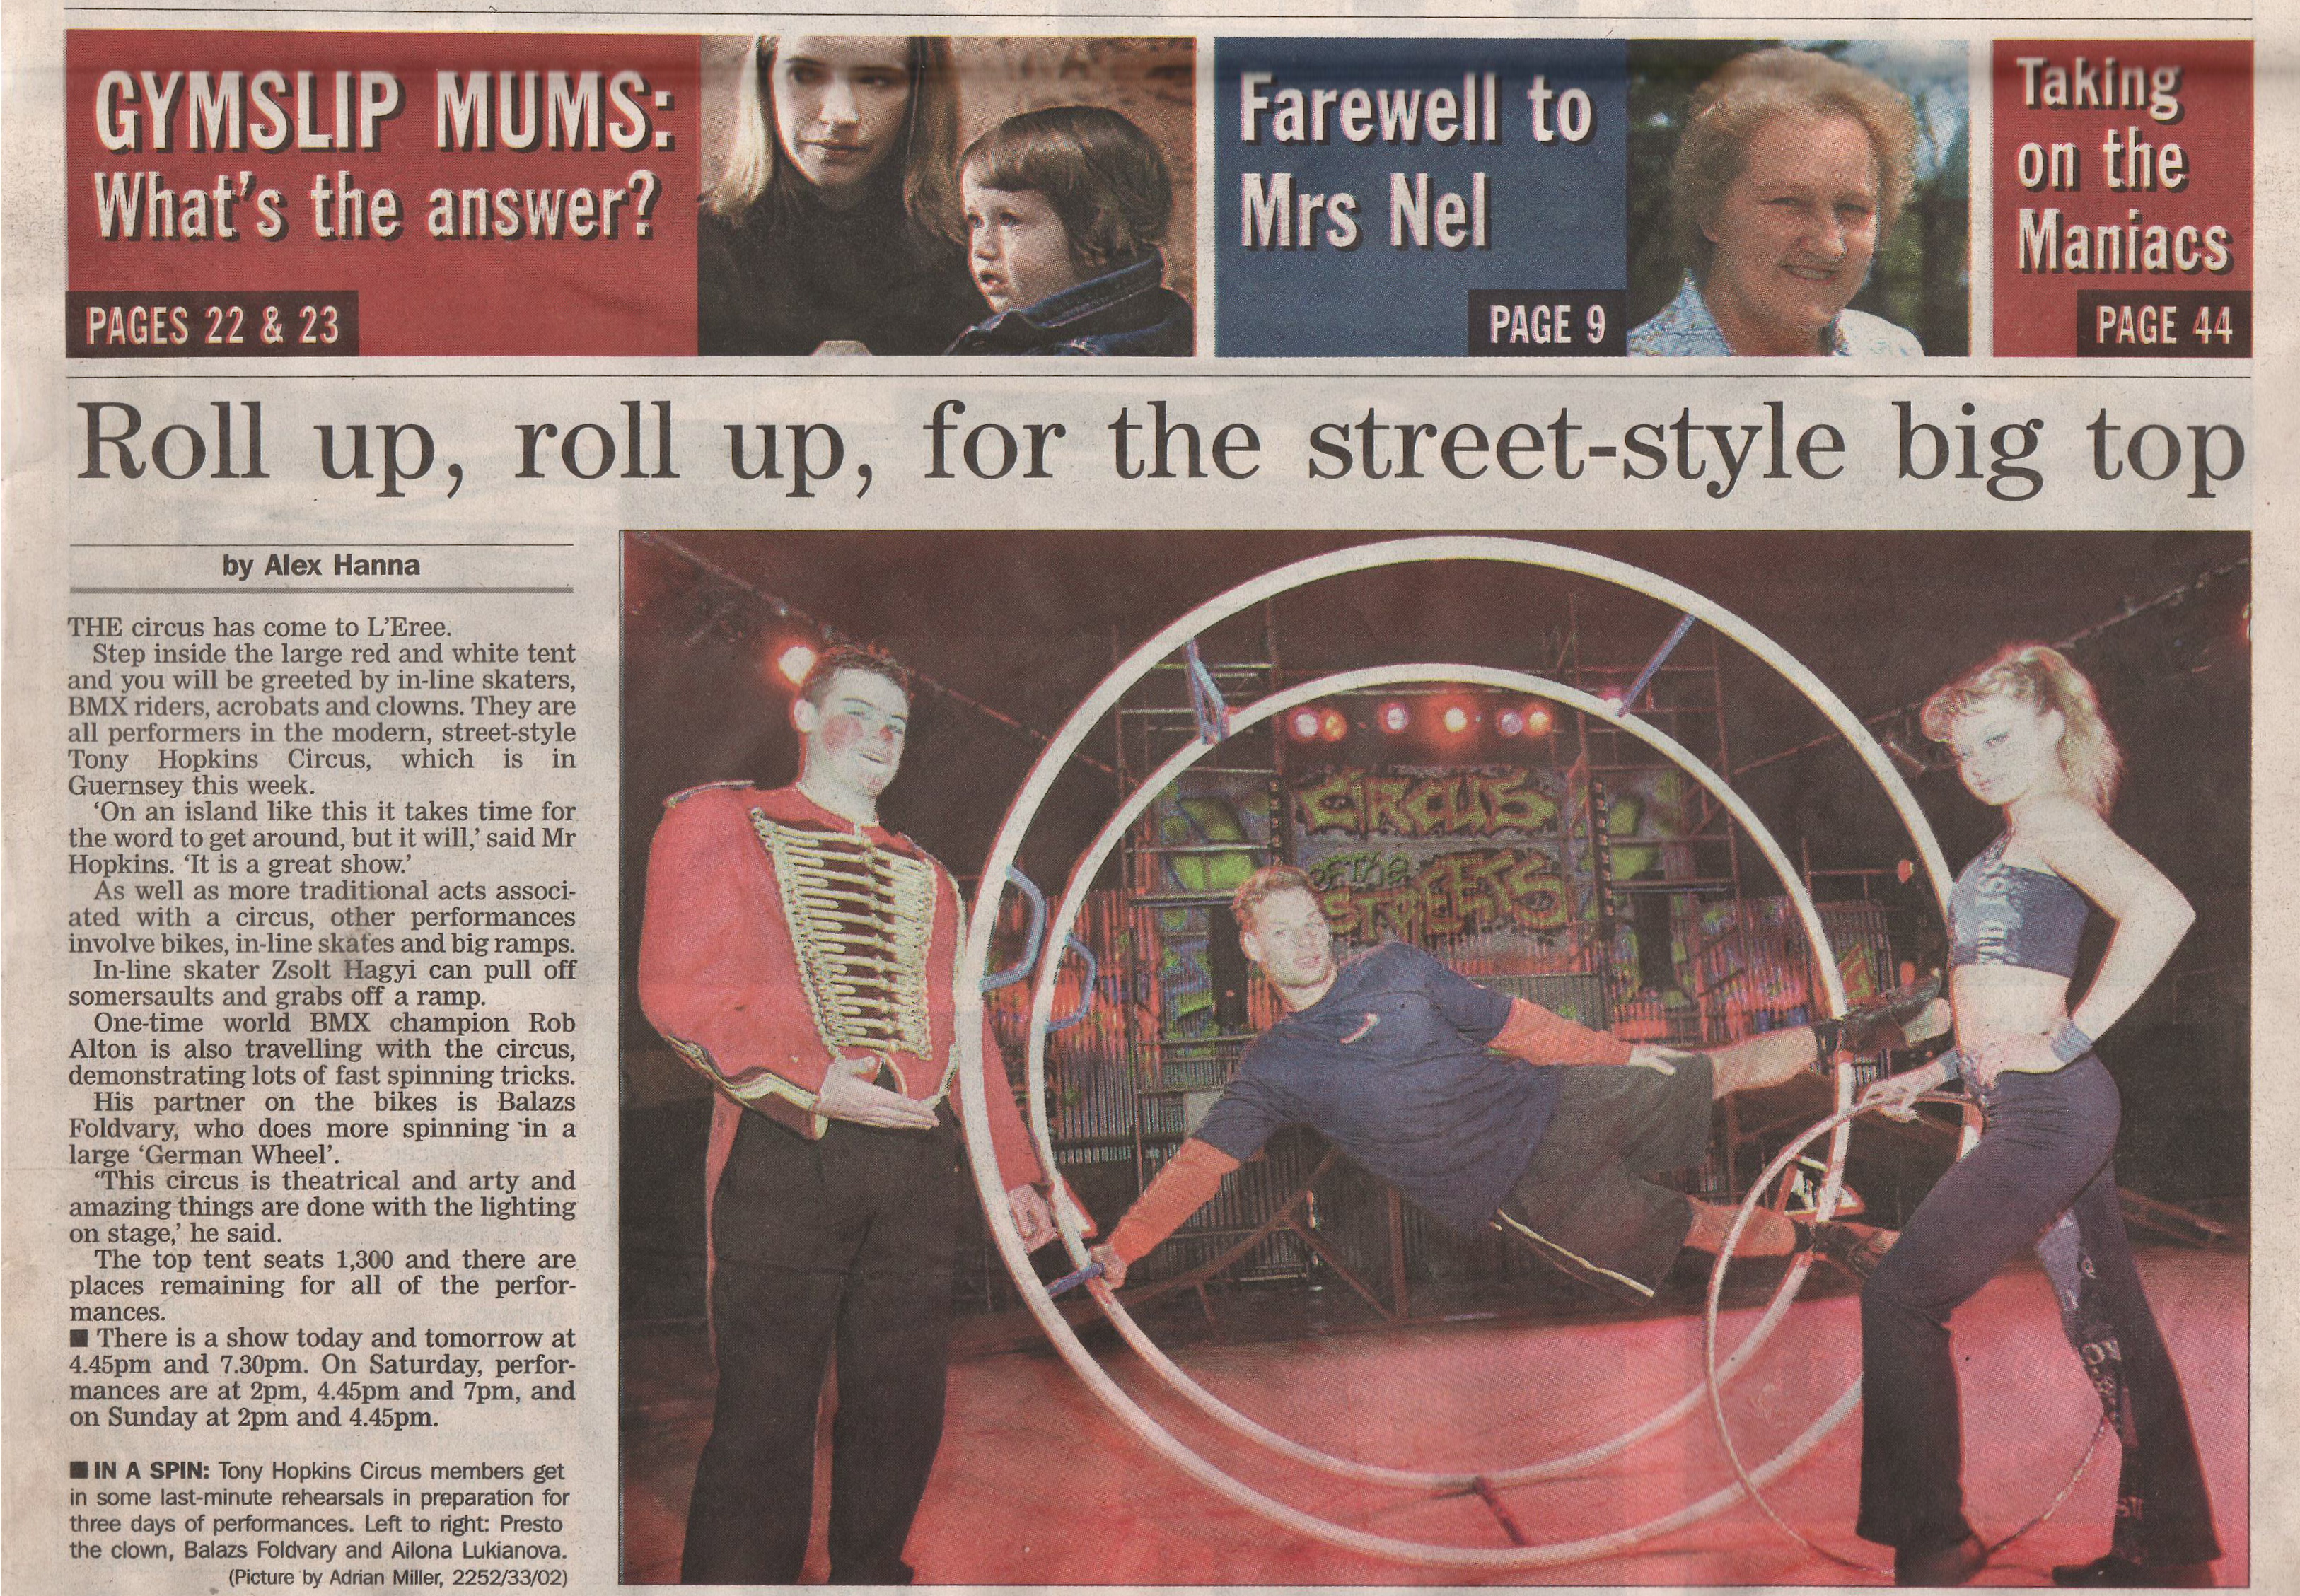 GYMSLIP MUMS:
What's the answer?
PAGES 22 & 23
Farewell to
Mrs Nel
PAGE 9
Taking
on the
Maniacs
PAGE 44
Roll up, roll up, for the street-style big top
by Alex Hanna
THE circus has come to L'Eree.
Step inside the large red and white tent
and you will be greeted by in-line skaters,
BMX riders, acrobats and clowns. They are
all performers in the modern, street-style
Tony Hopkins Circus, which is in
Guernsey this week.
'On an island like this it takes time for
the word to get around, but it will,' said Mr
Hopkins. 'It is a great show.'
As well as more traditional acts associ-
ated with a circus, other performances
involve bikes, in-line skates and big ramps.
In-line skater Zsolt Hagyi can pull off
somersaults and grabs off a ramp.
One-time world BMX champion Rob
Alton is also travelling with the circus,
demonstrating lots of fast spinning tricks.
His partner on the bikes is Balazs
Foldvary, who does more spinning in a
large 'German Wheel'.
'This circus is theatrical and arty and
amazing things are done with the lighting
on stage,' he said.
The top tent seats 1,300 and there are
places remaining for all of the perfor-
mances.
■ There is a show today and tomorrow at
4.45pm and 7.30pm. On Saturday, perfor-
mances are at 2pm, 4.45pm and 7pm, and
on Sunday at 2pm and 4.45pm.
■ IN A SPIN: Tony Hopkins Circus members get
in some last-minute rehearsals in preparation for
three days of performances. Left to right: Presto
the clown, Balazs Foldvary and Ailona Lukianova.
(Picture by Adrian Miller, 2252/33/02)
CIRCUS
OF THE
STREETS